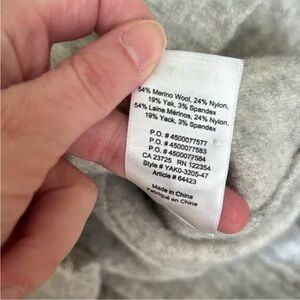 54% Merino Wool, 24% Nylon,
19% Yak, 3% Spandex
54% Laine Mérinos, 24% Nylon,
19% Yack, 3% Spandex
P.O. # 4500077577
P.O. # 4500077583
P.O. # 4500077584
CA 23725 RN 122354
Style # YAK0-3205-47
Article # 64423
Made in China
Fabriqué en Chine